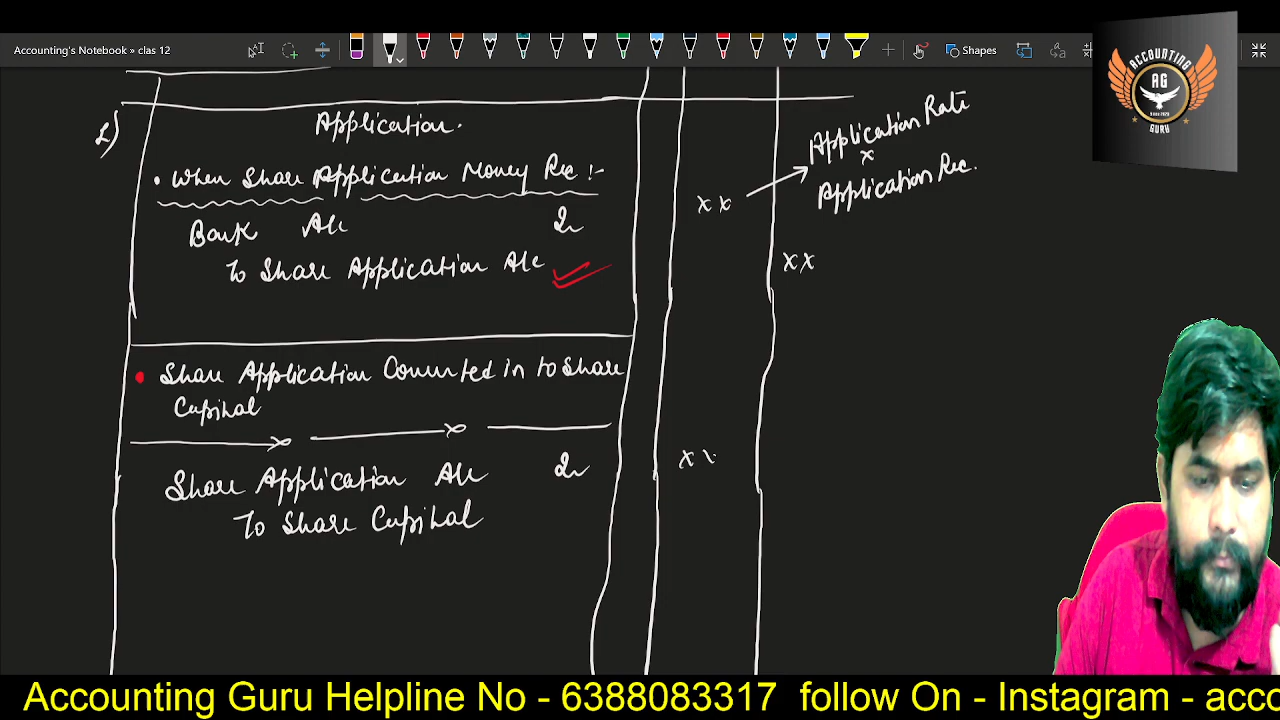 Accounting's Notebook » clas 12
Shapes
ACCOUNTING
AG
GURU
2) Application.
Application Rate
x
Application Rec.
• When Share Application Money Rec :-
xx
Bank A/c Dr
To Share Application A/c
xx
• Share Application Converted in to Share
Capital
Share Application A/c Dr
xx
To Share Capital
Accounting Guru Helpline No - 6388083317 follow On - Instagram - acco